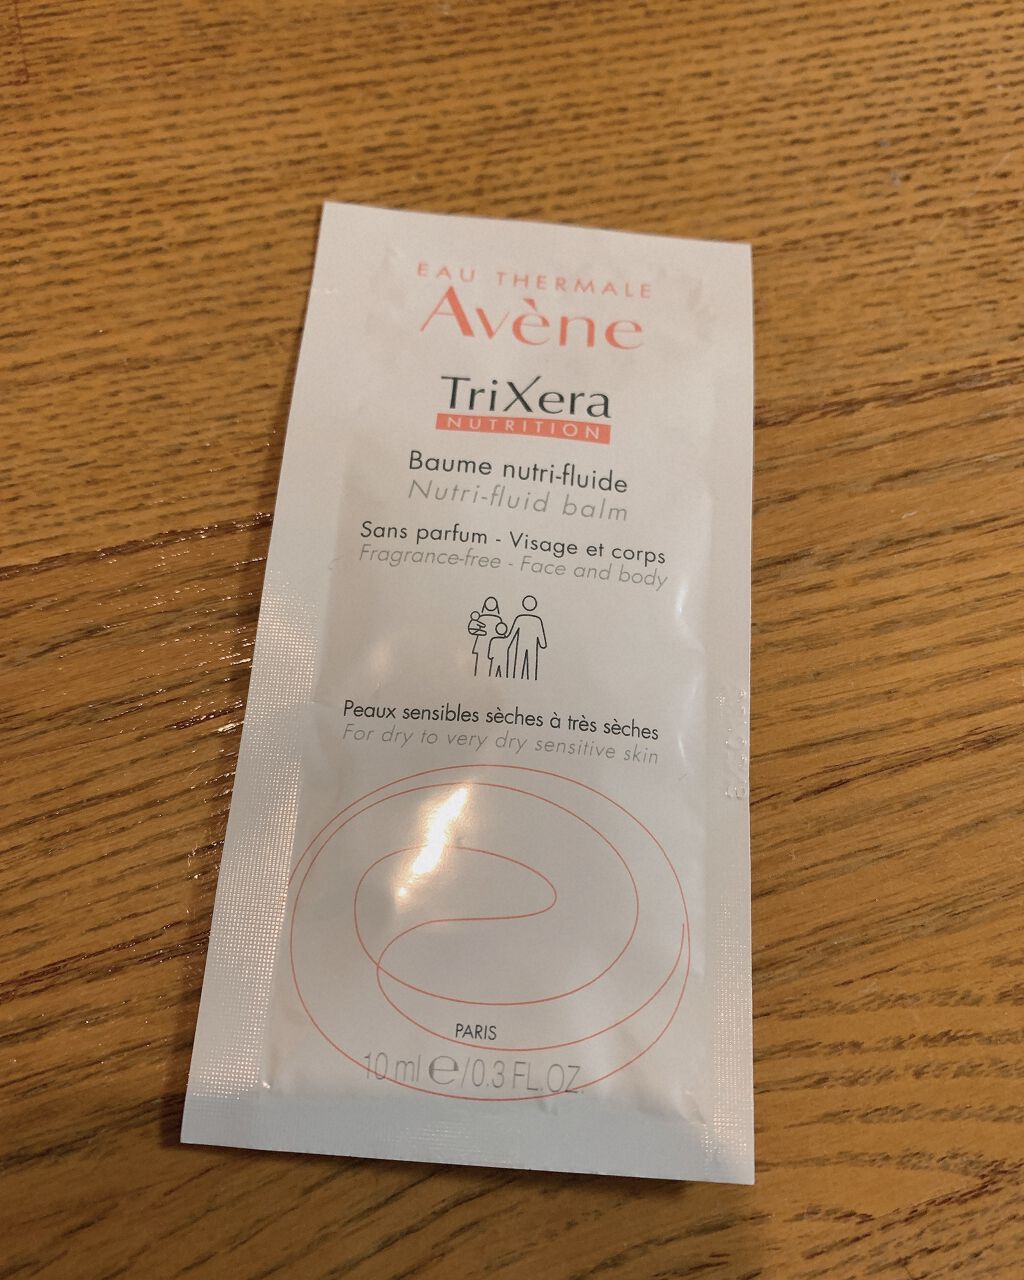 EAU THERMALE
Avène
TriXera
NUTRITION
Baume nutri-fluide
Nutri-fluid balm
Sans parfum - Visage et corps
Fragrance-free - Face and body
Peaux sensibles sèches à très sèches
For dry to very dry sensitive skin
PARIS
10 ml e/0.3 FL.OZ.